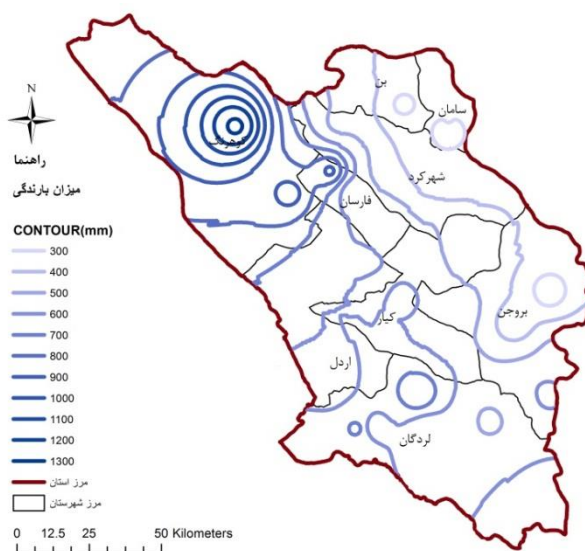 N
راهنما
میزان بارندگی
CONTOUR(mm)
300
400
500
600
700
800
900
1000
1100
1200
1300
مرز استان
مرز شهرستان
0 12.5 25 50 Kilometers
بن
سامان
کوهرنگ
شهرکرد
فارسان
بروجن
کیار
اردل
لردگان